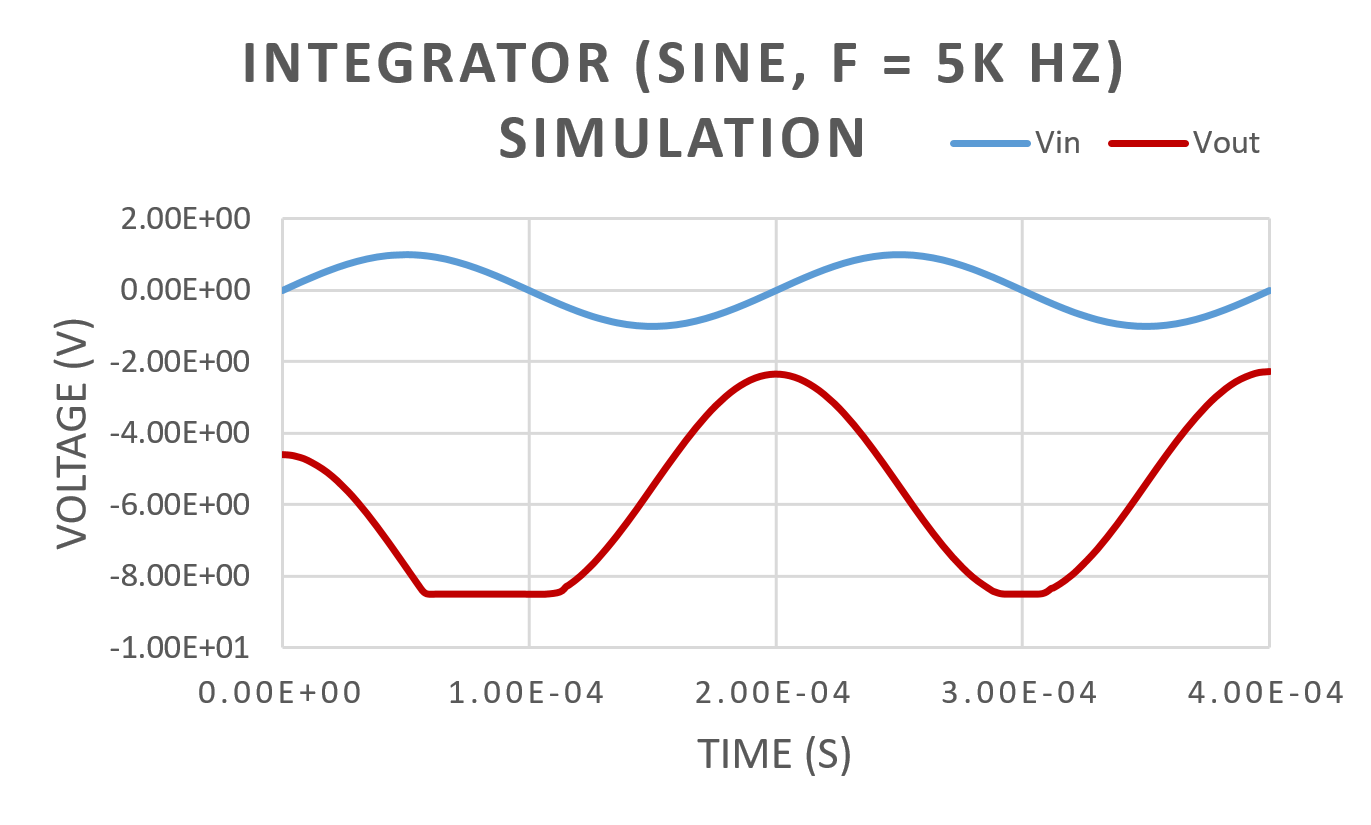 INTEGRATOR (SINE, F = 5K HZ)
SIMULATION
Vin
Vout
2.00E+00
0.00E+00
-2.00E+00
-4.00E+00
-6.00E+00
-8.00E+00
-1.00E+01
VOLTAGE (V)
0.00E+00
1.00E-04
2.00E-04
3.00E-04
4.00E-04
TIME (S)